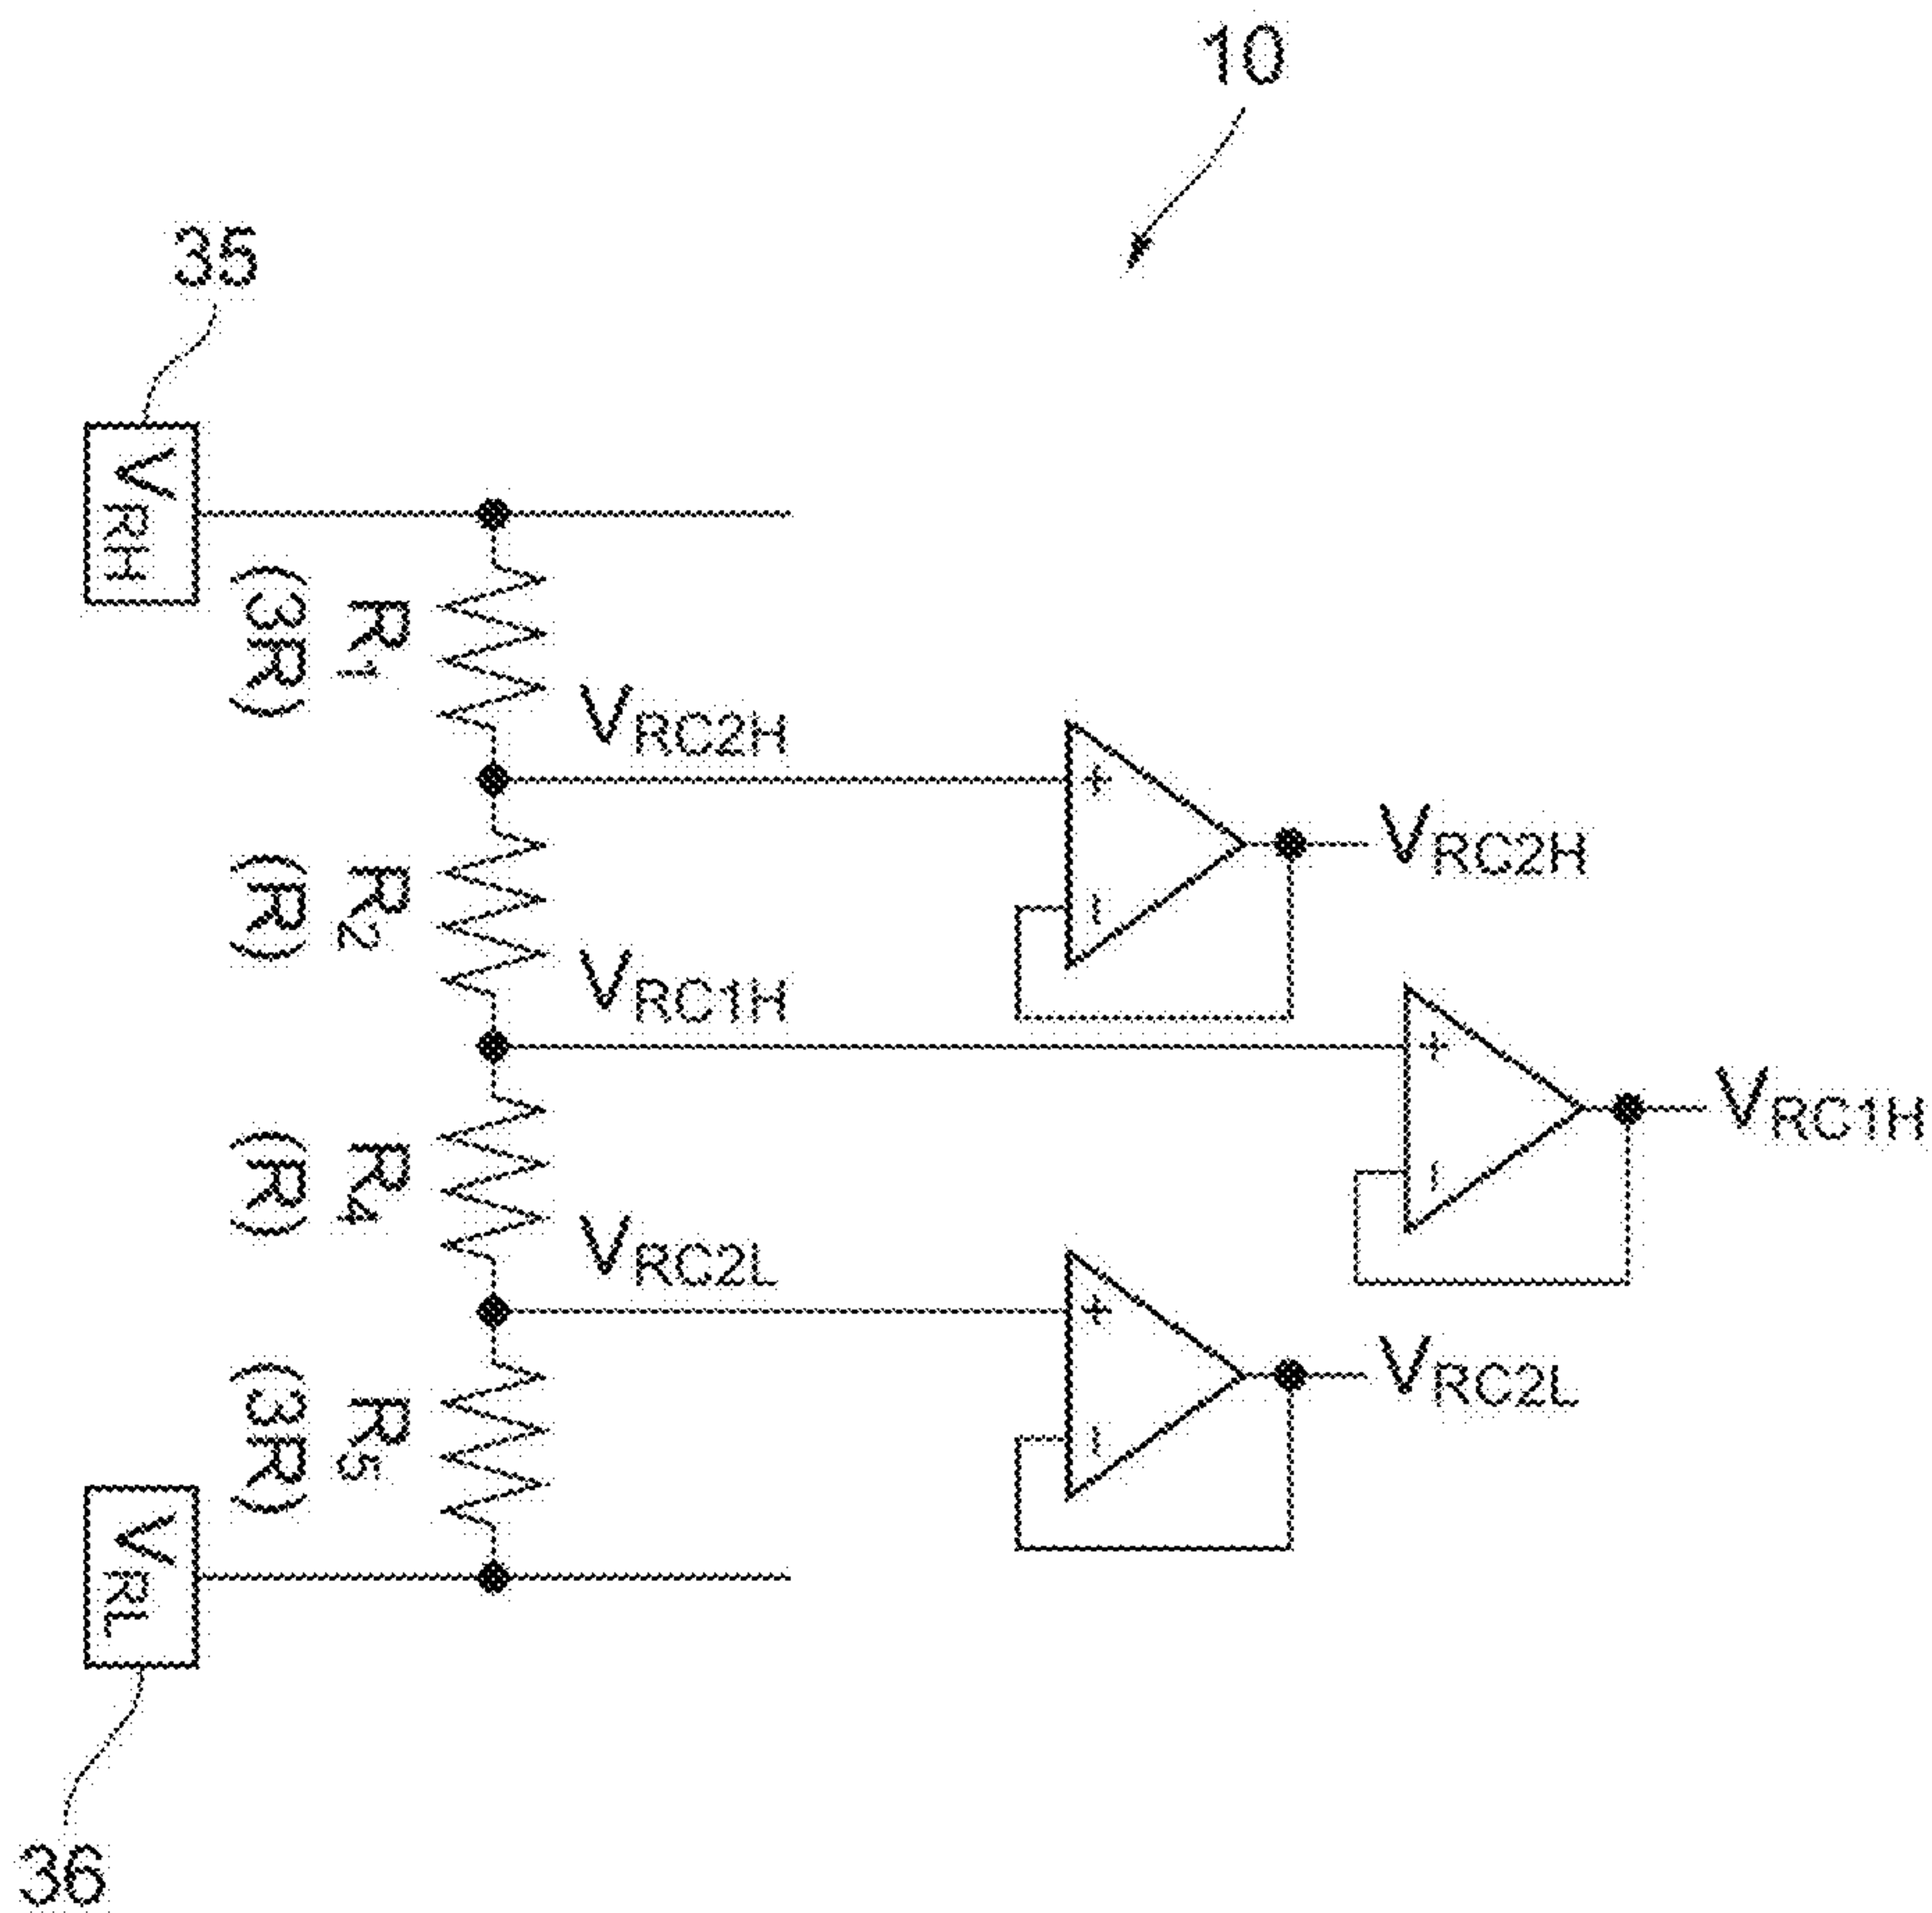 10
35
VRH
R1
(3R)
VRC2H
VRC2H
R2
(R)
VRC1H
VRC1H
R4
(R)
VRC2L
VRC2L
R5
(3R)
VRL
36
+
−
+
−
+
−